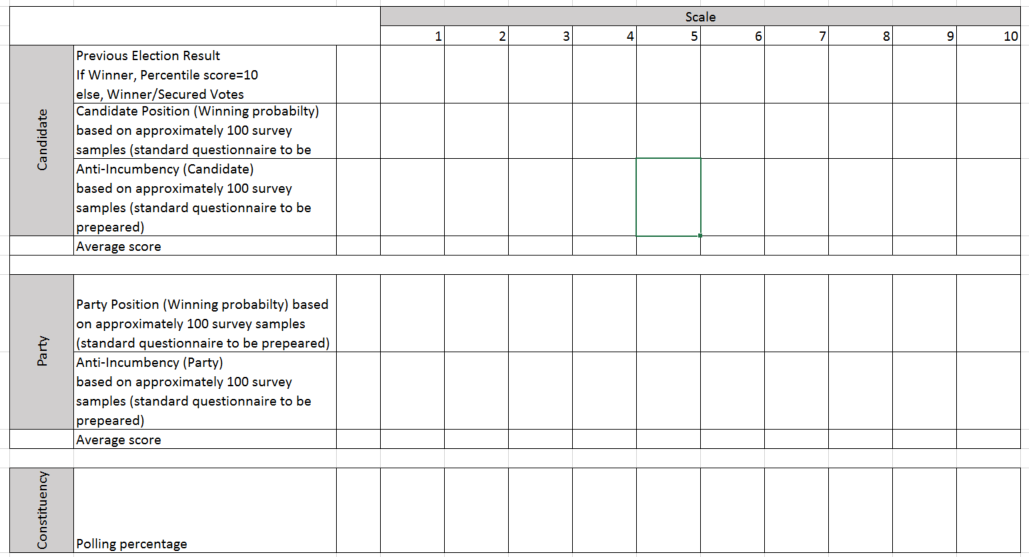 Scale
1 2 3 4 5 6 7 8 9 10
Candidate
Previous Election Result
If Winner, Percentile score=10
else, Winner/Secured Votes
Candidate Position (Winning probabilty)
based on approximately 100 survey
samples (standard questionnaire to be
Anti-Incumbency (Candidate)
based on approximately 100 survey
samples (standard questionnaire to be
prepeared)
Average score
Party
Party Position (Winning probabilty) based
on approximately 100 survey samples
(standard questionnaire to be prepeared)
Anti-Incumbency (Party)
based on approximately 100 survey
samples (standard questionnaire to be
prepeared)
Average score
Constituency
Polling percentage